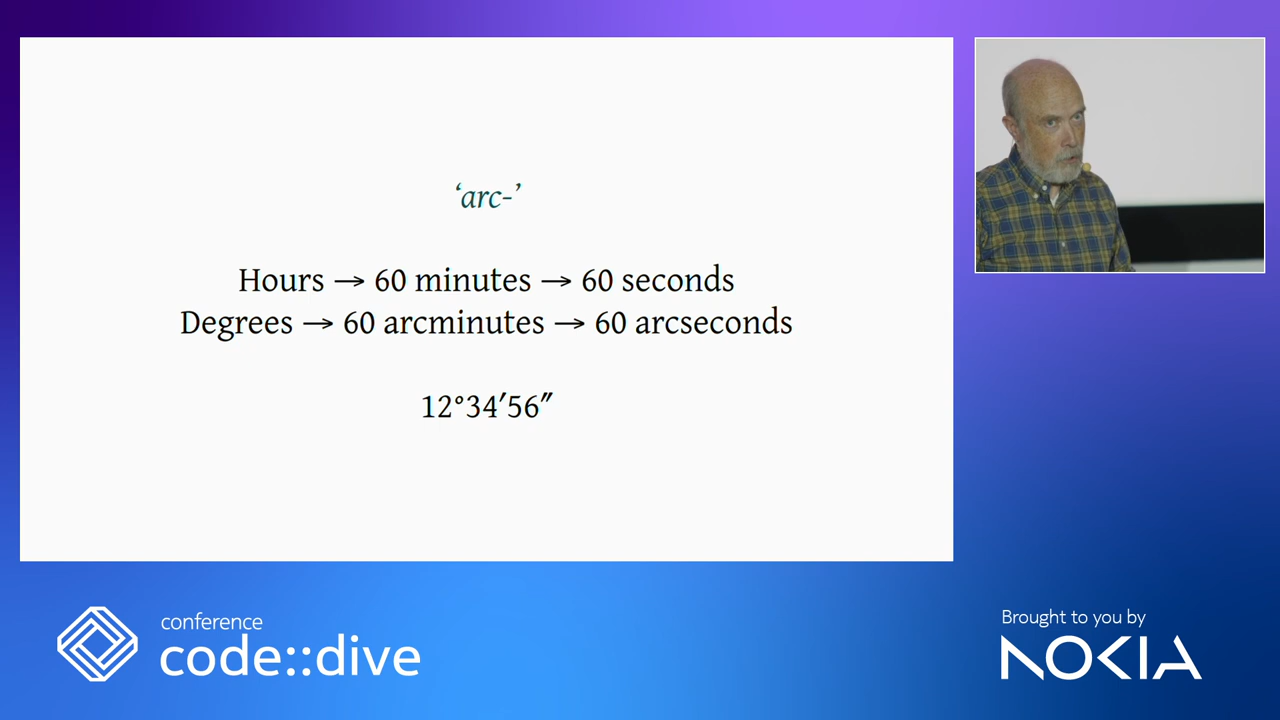 ‘arc-’
Hours → 60 minutes → 60 seconds
Degrees → 60 arcminutes → 60 arcseconds
12°34′56″
conference
code::dive
Brought to you by
NOKIA